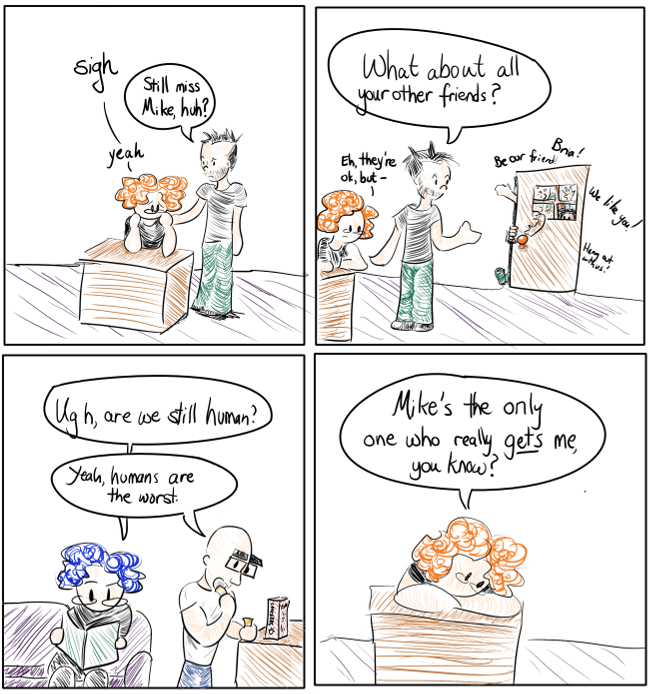 sigh
yeah
Still miss
Mike, huh?
What about all
your other friends?
Eh, they're
ok, but-
Be our friend!
Bria!
We like you!
Hang out
with us!
Ugh, are we still human?
Yeah, humans are
the worst.
Mike's the only
one who really gets me,
you know?